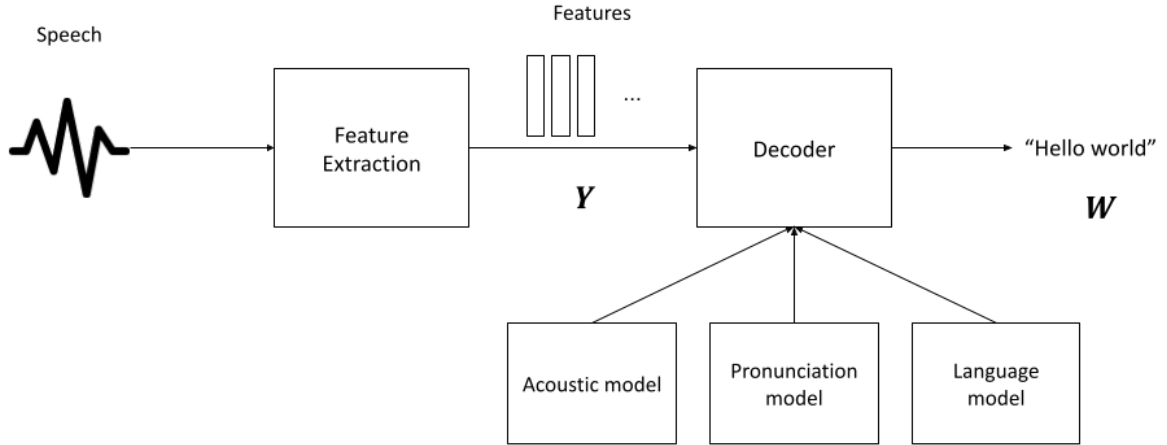 Features
Speech
...
Feature
Extraction
Decoder
“Hello world”
Y
W
Acoustic model
Pronunciation
model
Language
model